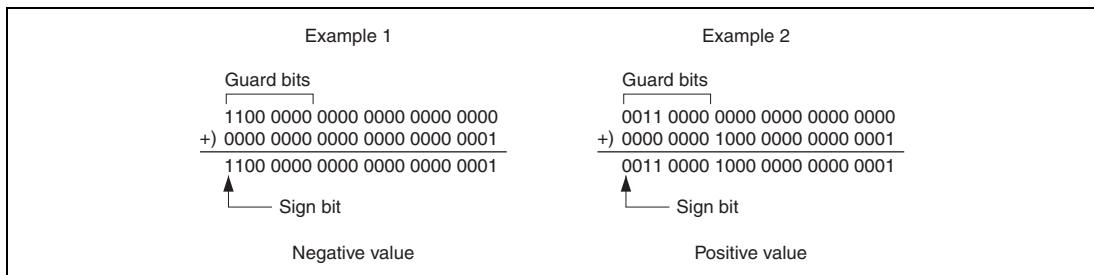 Example 1
Guard bits
1100 0000 0000 0000 0000 0000
+) 0000 0000 0000 0000 0000 0001
1100 0000 0000 0000 0000 0001
Sign bit
Negative value
Example 2
Guard bits
0011 0000 0000 0000 0000 0000
+) 0000 0000 1000 0000 0000 0001
0011 0000 1000 0000 0000 0001
Sign bit
Positive value